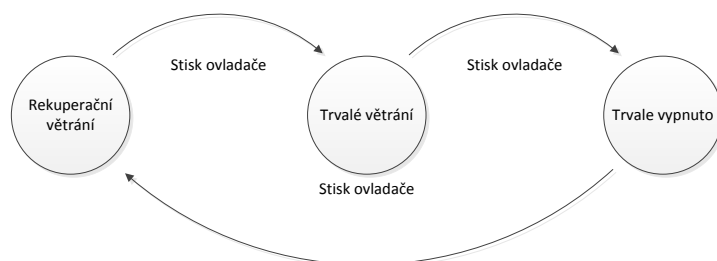 Stisk ovladače
Stisk ovladače
Rekuperační
větrání
Trvalé větrání
Trvale vypnuto
Stisk ovladače